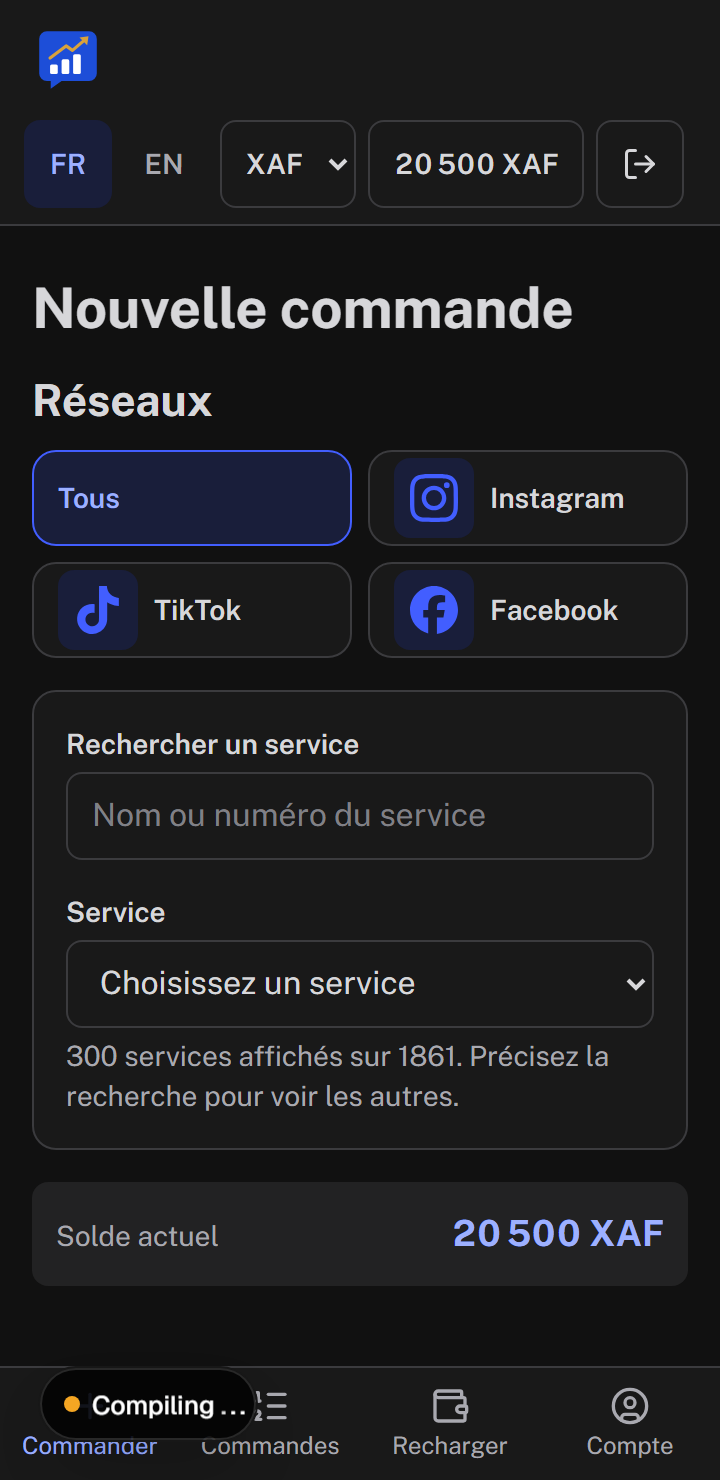 FR
EN
XAF
20 500 XAF
Nouvelle commande
Réseaux
Tous
Instagram
TikTok
Facebook
Rechercher un service
Nom ou numéro du service
Service
Choisissez un service
300 services affichés sur 1861. Précisez la
recherche pour voir les autres.
Solde actuel
20 500 XAF
Compiling ...
Commander
Commandes
Recharger
Compte